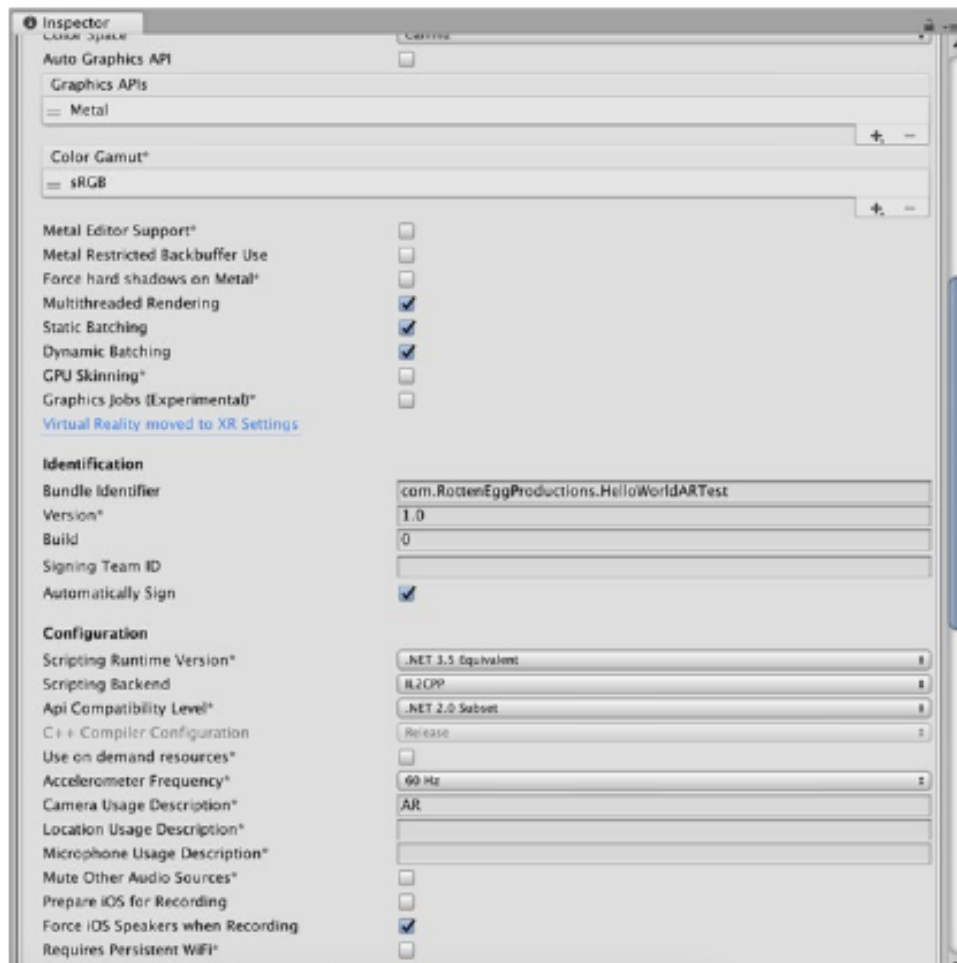 Inspector
Color Space Gamma
Auto Graphics API
Graphics APIs
= Metal
+ −
Color Gamut*
= sRGB
+ −
Metal Editor Support*
Metal Restricted Backbuffer Use
Force hard shadows on Metal*
Multithreaded Rendering
Static Batching
Dynamic Batching
GPU Skinning*
Graphics Jobs (Experimental)*
Virtual Reality moved to XR Settings
Identification
Bundle Identifier com.RottenEggProductions.HelloWorldARTest
Version* 1.0
Build 0
Signing Team ID
Automatically Sign
Configuration
Scripting Runtime Version* .NET 3.5 Equivalent
Scripting Backend IL2CPP
Api Compatibility Level* .NET 2.0 Subset
C++ Compiler Configuration Release
Use on demand resources*
Accelerometer Frequency* 60 Hz
Camera Usage Description* AR
Location Usage Description*
Microphone Usage Description*
Mute Other Audio Sources*
Prepare iOS for Recording
Force iOS Speakers when Recording
Requires Persistent WiFi*